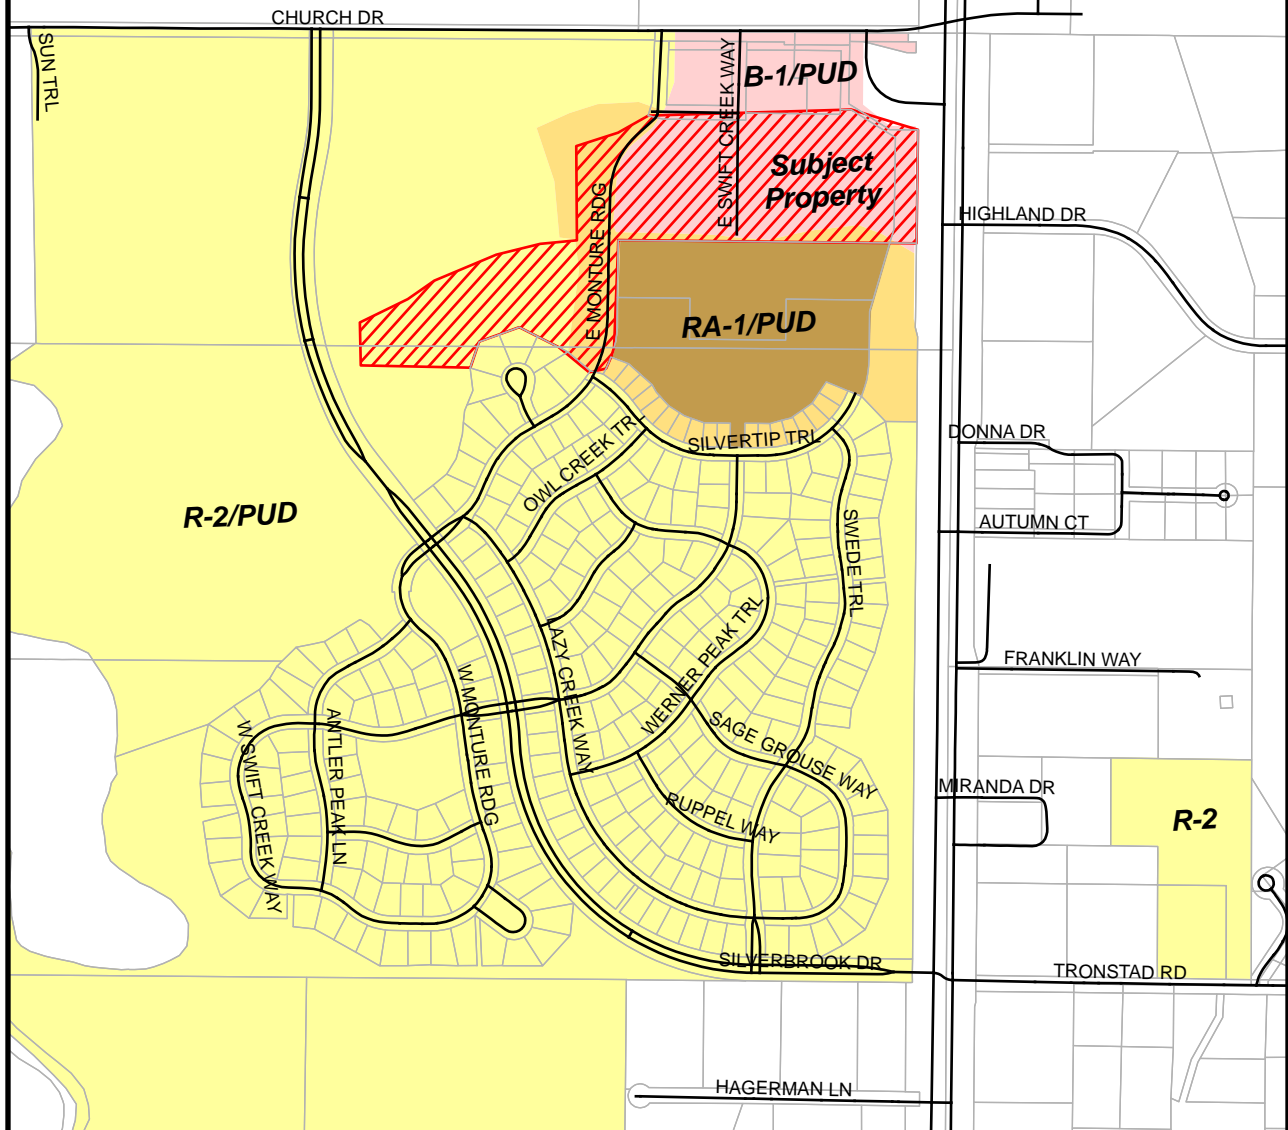 CHURCH DR
SUN TRL
E SWIFT CREEK WAY
B-1/PUD
Subject
Property
E MONTURE RDG
HIGHLAND DR
RA-1/PUD
OWL CREEK TRL
SILVERTIP TRL
DONNA DR
R-2/PUD
SWEDE TRL
AUTUMN CT
LAZY CREEK WAY
WERNER PEAK TRL
FRANKLIN WAY
W MONTURE RDG
ANTLER PEAK LN
W SWIFT CREEK WAY
SAGE GROUSE WAY
MIRANDA DR
RUPPEL WAY
R-2
SILVERBROOK DR
TRONSTAD RD
HAGERMAN LN